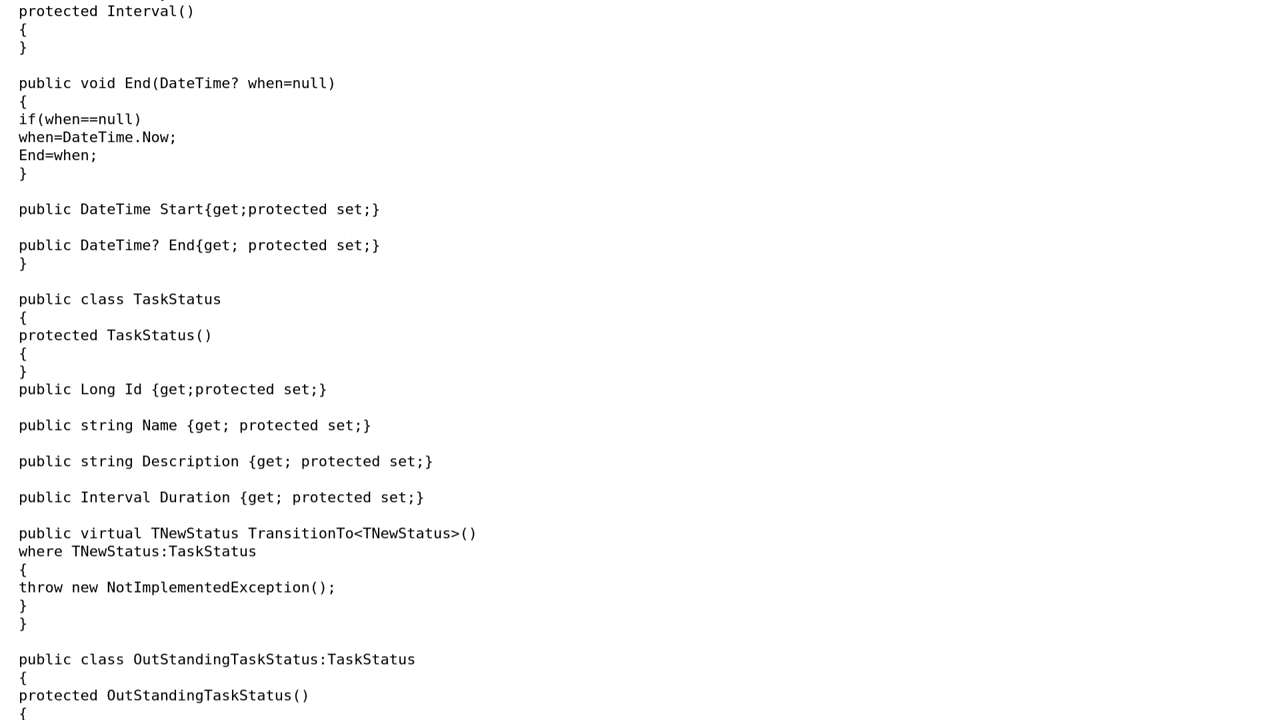 protected Interval()
{
}
public void End(DateTime? when=null)
{
if(when==null)
when=DateTime.Now;
End=when;
}
public DateTime Start{get;protected set;}
public DateTime? End{get; protected set;}
}
public class TaskStatus
{
protected TaskStatus()
{
}
public Long Id {get;protected set;}
public string Name {get; protected set;}
public string Description {get; protected set;}
public Interval Duration {get; protected set;}
public virtual TNewStatus TransitionTo<TNewStatus>()
where TNewStatus:TaskStatus
{
throw new NotImplementedException();
}
}
public class OutStandingTaskStatus:TaskStatus
{
protected OutStandingTaskStatus()
{